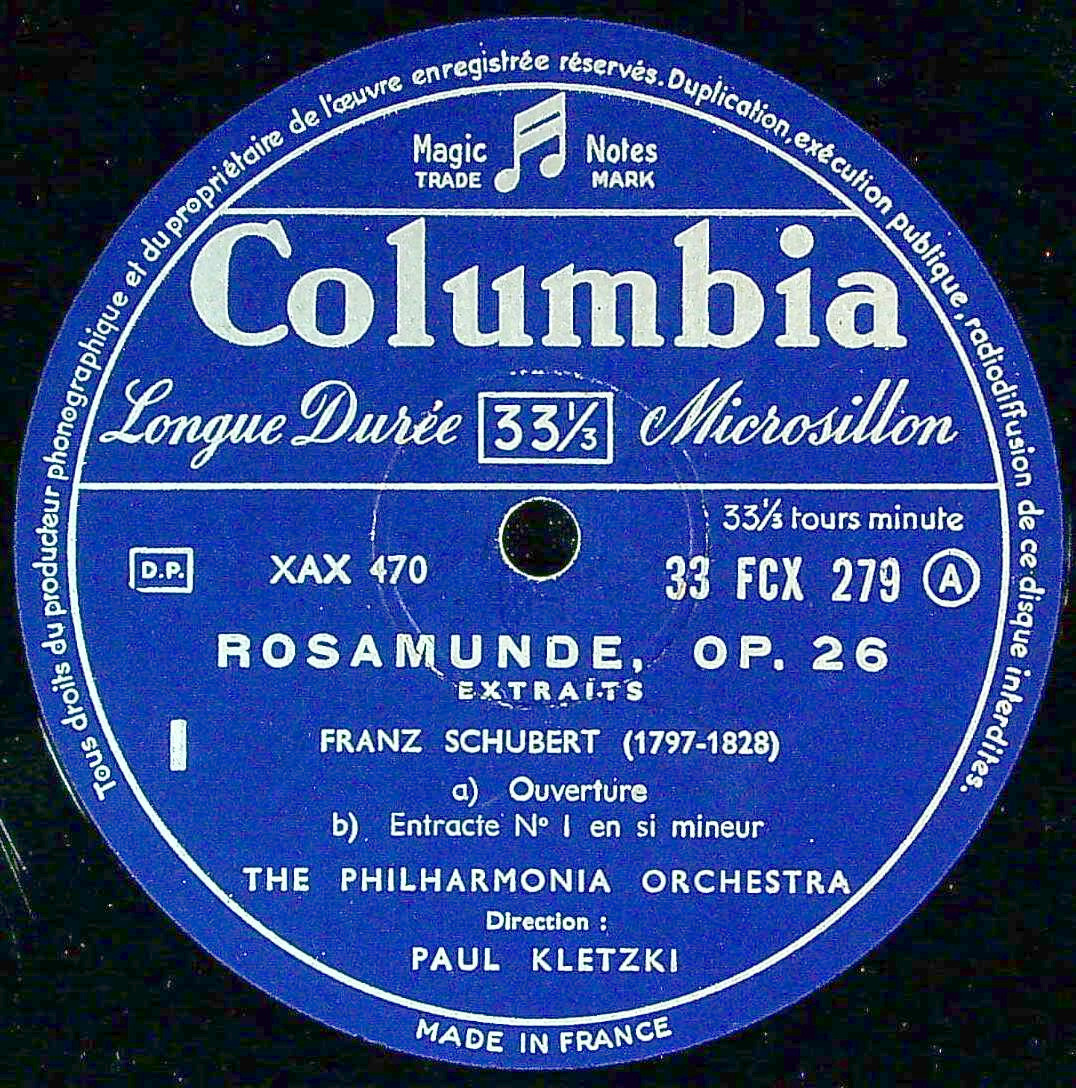 Tous droits du producteur phonographique et du propriétaire de l'œuvre enregistrée réservés. Duplication, exécution publique, radiodiffusion de ce disque interdites.
Magic Notes
TRADE MARK
Columbia
Longue Durée 33⅓ Microsillon
33⅓ tours minute
D.P. XAX 470 33 FCX 279 A
ROSAMUNDE, OP. 26
EXTRAITS
I
FRANZ SCHUBERT (1797-1828)
a) Ouverture
b) Entracte Nº I en si mineur
THE PHILHARMONIA ORCHESTRA
Direction :
PAUL KLETZKI
MADE IN FRANCE